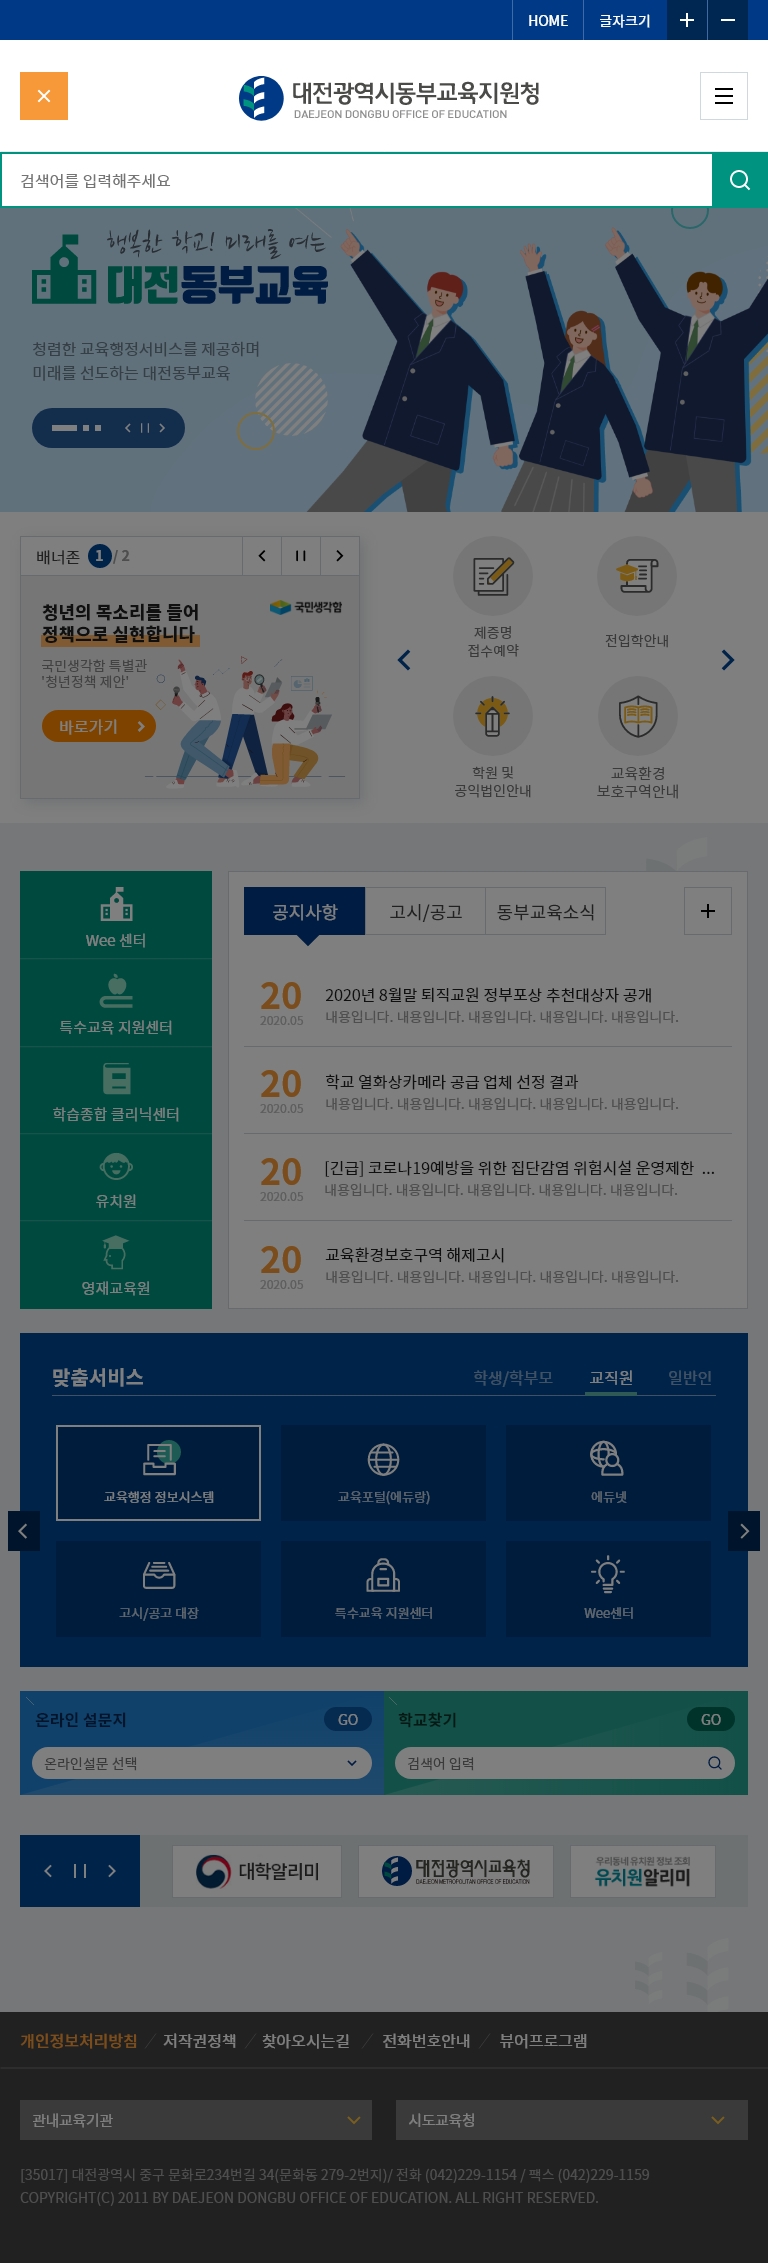 HOME 글자크기
대전광역시동부교육지원청
DAEJEON DONGBU OFFICE OF EDUCATION
검색어를 입력해주세요
행복한 학교! 미래를 여는
대전동부교육
청렴한 교육행정서비스를 제공하며
미래를 선도하는 대전동부교육
배너존 1 / 2
청년의 목소리를 들어
정책으로 실현합니다
국민생각함
국민생각함 특별관
'청년정책 제안'
바로가기
제증명
접수예약
전입학안내
학원 및
공익법인안내
교육환경
보호구역안내
Wee 센터
특수교육 지원센터
학습종합 클리닉센터
유치원
영재교육원
공지사항 고시/공고 동부교육소식
20
2020.05
2020년 8월말 퇴직교원 정부포상 추천대상자 공개
내용입니다. 내용입니다. 내용입니다. 내용입니다. 내용입니다.
20
2020.05
학교 열화상카메라 공급 업체 선정 결과
내용입니다. 내용입니다. 내용입니다. 내용입니다. 내용입니다.
20
2020.05
[긴급] 코로나19예방을 위한 집단감염 위험시설 운영제한 ...
내용입니다. 내용입니다. 내용입니다. 내용입니다. 내용입니다.
20
2020.05
교육환경보호구역 해제고시
내용입니다. 내용입니다. 내용입니다. 내용입니다. 내용입니다.
맞춤서비스
학생/학부모 교직원 일반인
교육행정 정보시스템
교육포털(에듀랑)
에듀넷
고시/공고 대장
특수교육 지원센터
Wee센터
온라인 설문지 GO
온라인설문 선택
학교찾기 GO
검색어 입력
대학알리미
대전광역시교육청
DAEJEON METROPOLITAN OFFICE OF EDUCATION
우리동네 유치원 정보 조회
유치원알리미
개인정보처리방침 / 저작권정책 / 찾아오시는길 / 전화번호안내 / 뷰어프로그램
관내교육기관
시도교육청
[35017] 대전광역시 중구 문화로234번길 34(문화동 279-2번지)/ 전화 (042)229-1154 / 팩스 (042)229-1159
COPYRIGHT(C) 2011 BY DAEJEON DONGBU OFFICE OF EDUCATION. ALL RIGHT RESERVED.